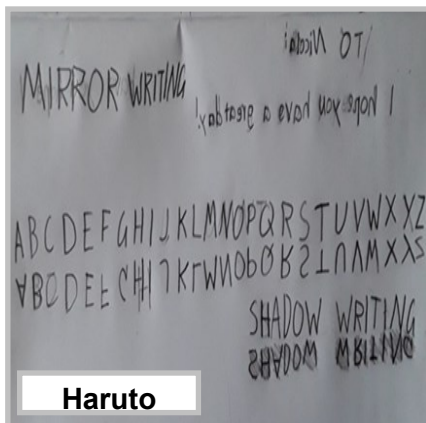 To Nicola!
MIRROR WRITING
I hope you have a great day!
ABCDEFGHIJKLMNOPQRSTUVWXYZ
ABCDEFGHIJKLMNOPQRSTUVWXYZ
SHADOW WRITING
SHADOW WRITING
Haruto